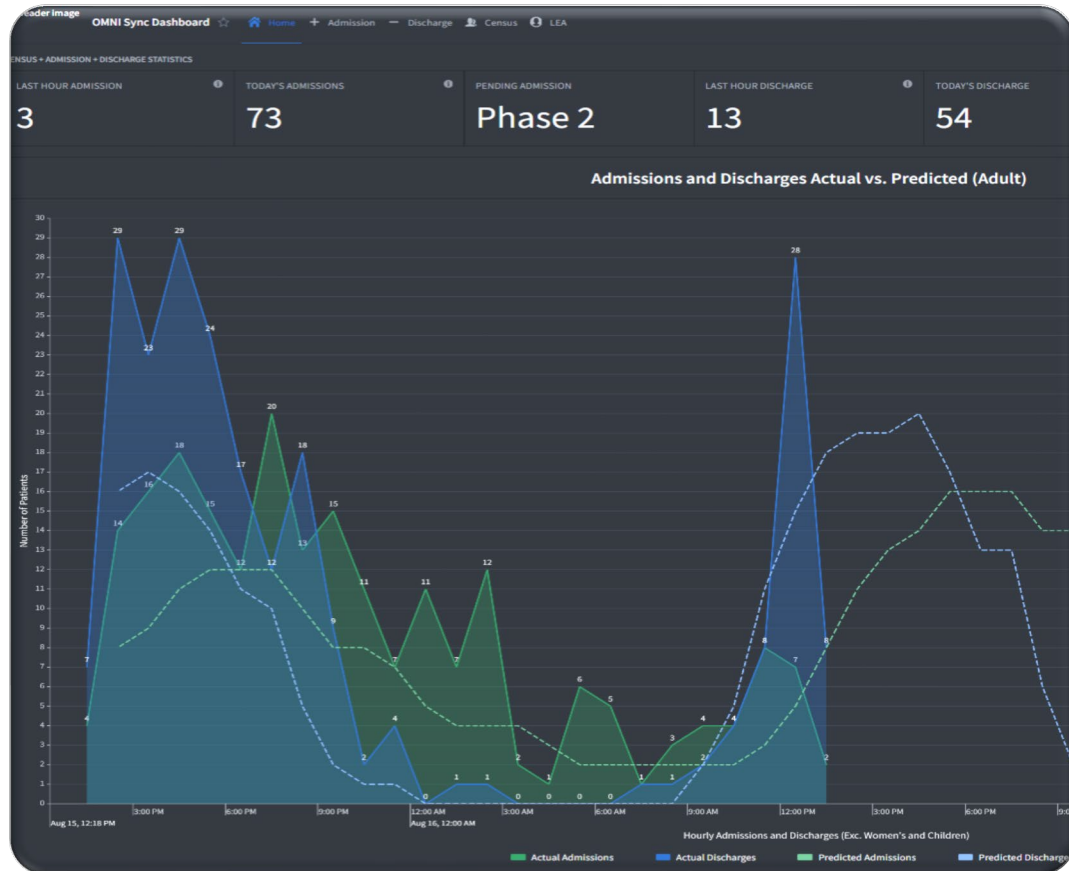 eader image
OMNI Sync Dashboard Home Admission Discharge Census LEA
ENSUS + ADMISSION + DISCHARGE STATISTICS
LAST HOUR ADMISSION TODAY'S ADMISSIONS PENDING ADMISSION LAST HOUR DISCHARGE TODAY'S DISCHARGE
3 73 Phase 2 13 54
Admissions and Discharges Actual vs. Predicted (Adult)
Number of Patients
30
29
28
27
26
25
24
23
22
21
20
19
18
17
16
15
14
13
12
11
10
9
8
7
6
5
4
3
2
1
0
29 29
28
23
24
20
18 18
17
16
15 15
14
13
12 12 12
11 11
9
8 8
7 7 7 7
6
5
4 4 4 4
3
2 2 2 2
1 1 1 1 1
0 0 0 0 0
3:00 PM 6:00 PM 9:00 PM 12:00 AM 3:00 AM 6:00 AM 9:00 AM 12:00 PM 3:00 PM 6:00 PM 9:0
Aug 15, 12:18 PM Aug 16, 12:00 AM
Hourly Admissions and Discharges (Exc. Women's and Children)
Actual Admissions Actual Discharges Predicted Admissions Predicted Discharge